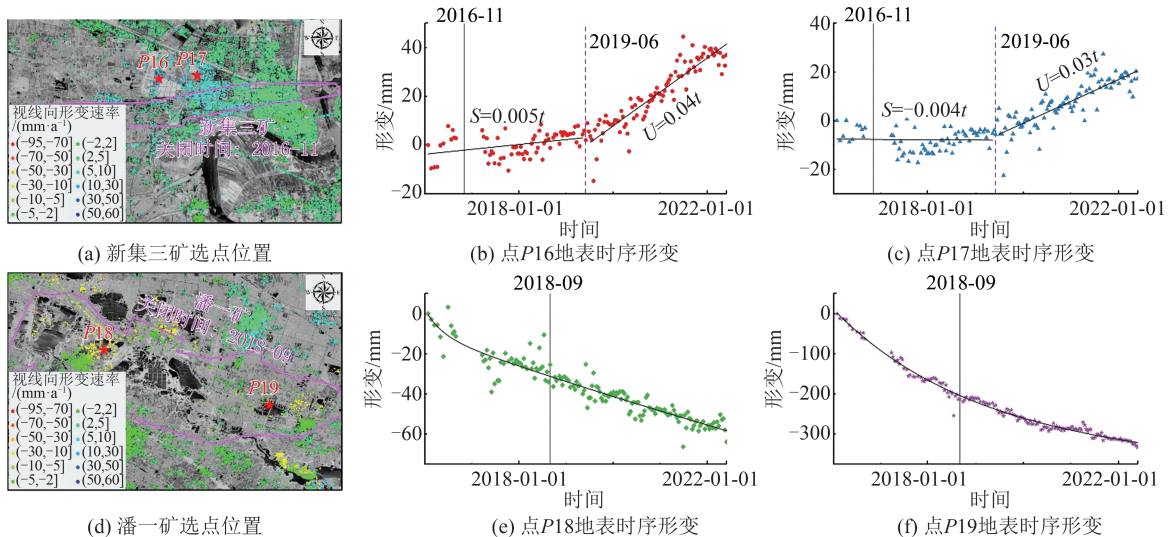 P16
P17
视线向形变速率
/(mm·a⁻¹)
(−95,−70]
(−70,−50]
(−50,−30]
(−30,−10]
(−10,−5]
(−5,−2]
(−2,2]
(2,5]
(5,10]
(10,30]
(30,50]
(50,60]
新集三矿
关闭时间：2016-11
(a) 新集三矿选点位置
2016-11
2019-06
S=0.005t
U=0.04t
形变/mm
40
20
0
−20
2018-01-01
2022-01-01
时间
(b) 点P16地表时序形变
2016-11
2019-06
S=−0.004t
U=0.03t
形变/mm
40
20
0
−20
2018-01-01
2022-01-01
时间
(c) 点P17地表时序形变
潘一矿
关闭时间：2018-09
P18
P19
视线向形变速率
/(mm·a⁻¹)
(−95,−70]
(−70,−50]
(−50,−30]
(−30,−10]
(−10,−5]
(−5,−2]
(−2,2]
(2,5]
(5,10]
(10,30]
(30,50]
(50,60]
(d) 潘一矿选点位置
2018-09
形变/mm
0
−20
−40
−60
2018-01-01
2022-01-01
时间
(e) 点P18地表时序形变
2018-09
形变/mm
0
−100
−200
−300
2018-01-01
2022-01-01
时间
(f) 点P19地表时序形变